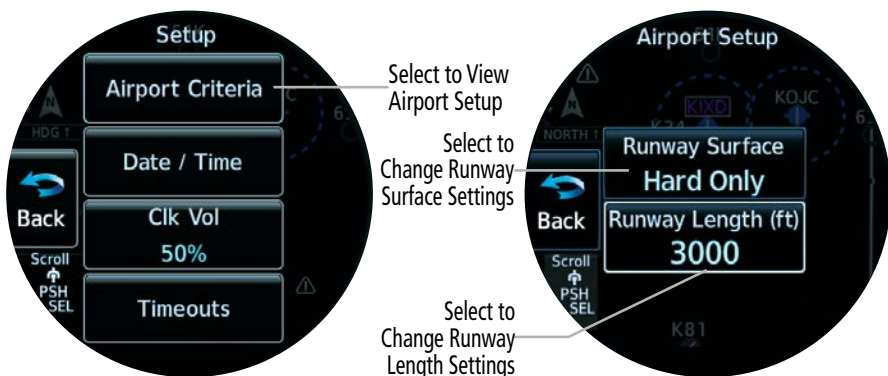 Setup
Airport Criteria
Date / Time
Clk Vol
50%
Timeouts
HDG ↑
Back
Scroll
PSH
SEL
Select to View
Airport Setup
Select to
Change Runway
Surface Settings
Select to
Change Runway
Length Settings
Airport Setup
KIXD
KOJC
NORTH ↑
Runway Surface
Hard Only
Runway Length (ft)
3000
Back
Scroll
PSH
SEL
K81